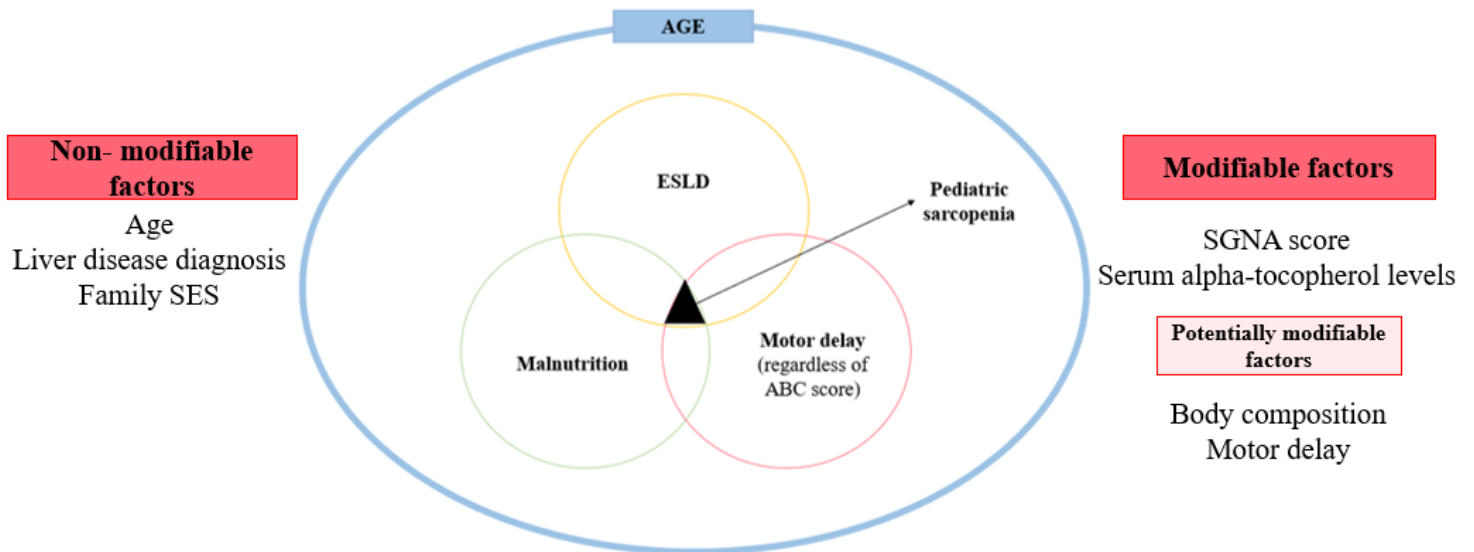 AGE
Non- modifiable
factors
Age
Liver disease diagnosis
Family SES
ESLD
Pediatric
sarcopenia
Malnutrition
Motor delay
(regardless of
ABC score)
Modifiable factors
SGNA score
Serum alpha-tocopherol levels
Potentially modifiable
factors
Body composition
Motor delay